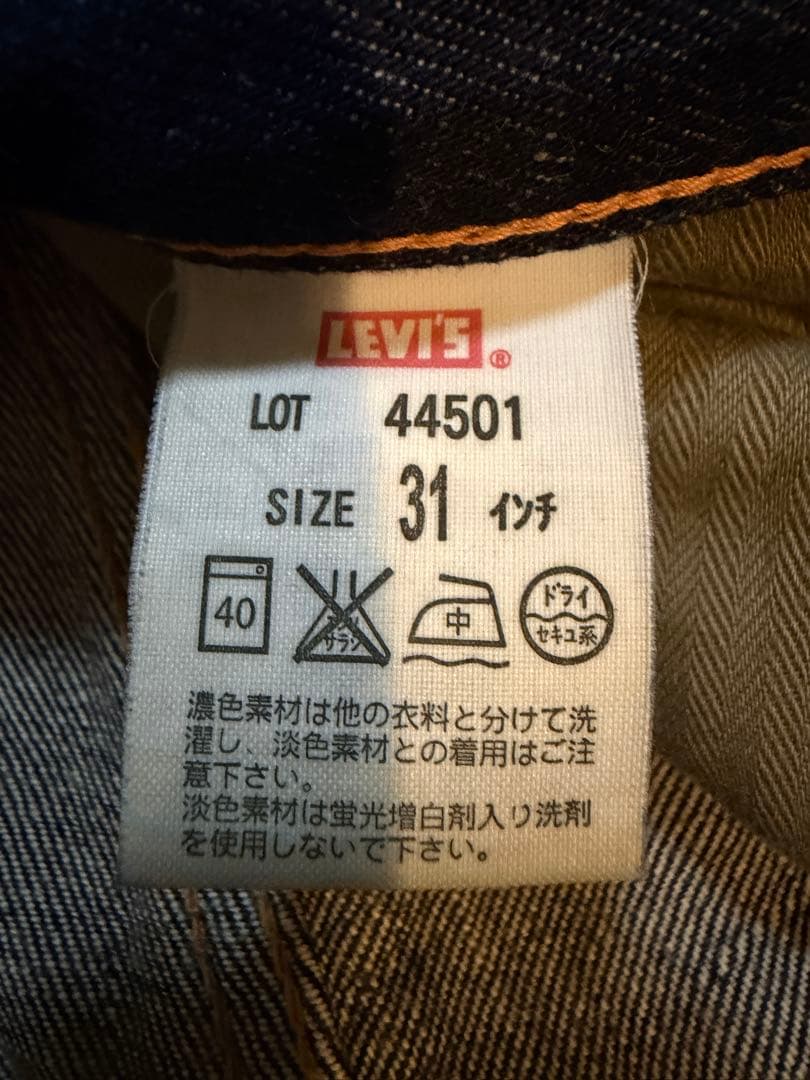 LEVI'S®
LOT 44501
SIZE 31 インチ
40 サラシ 中 ドライ セキユ系
濃色素材は他の衣料と分けて洗
濯し、淡色素材との着用はご注
意下さい。
淡色素材は蛍光増白剤入り洗剤
を使用しないで下さい。